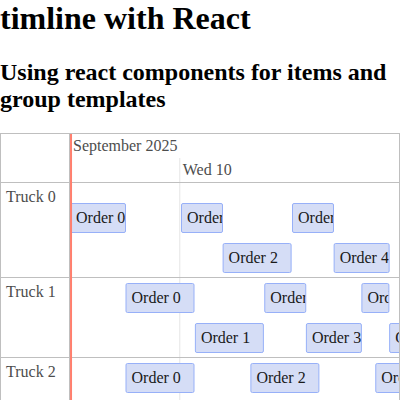 timline with React
Using react components for items and
group templates
September 2025
Wed 10
Truck 0
Order 0
Order
Order
Order 2
Order 4
Truck 1
Order 0
Order
Order 1
Order 3
Truck 2
Order 0
Order 2